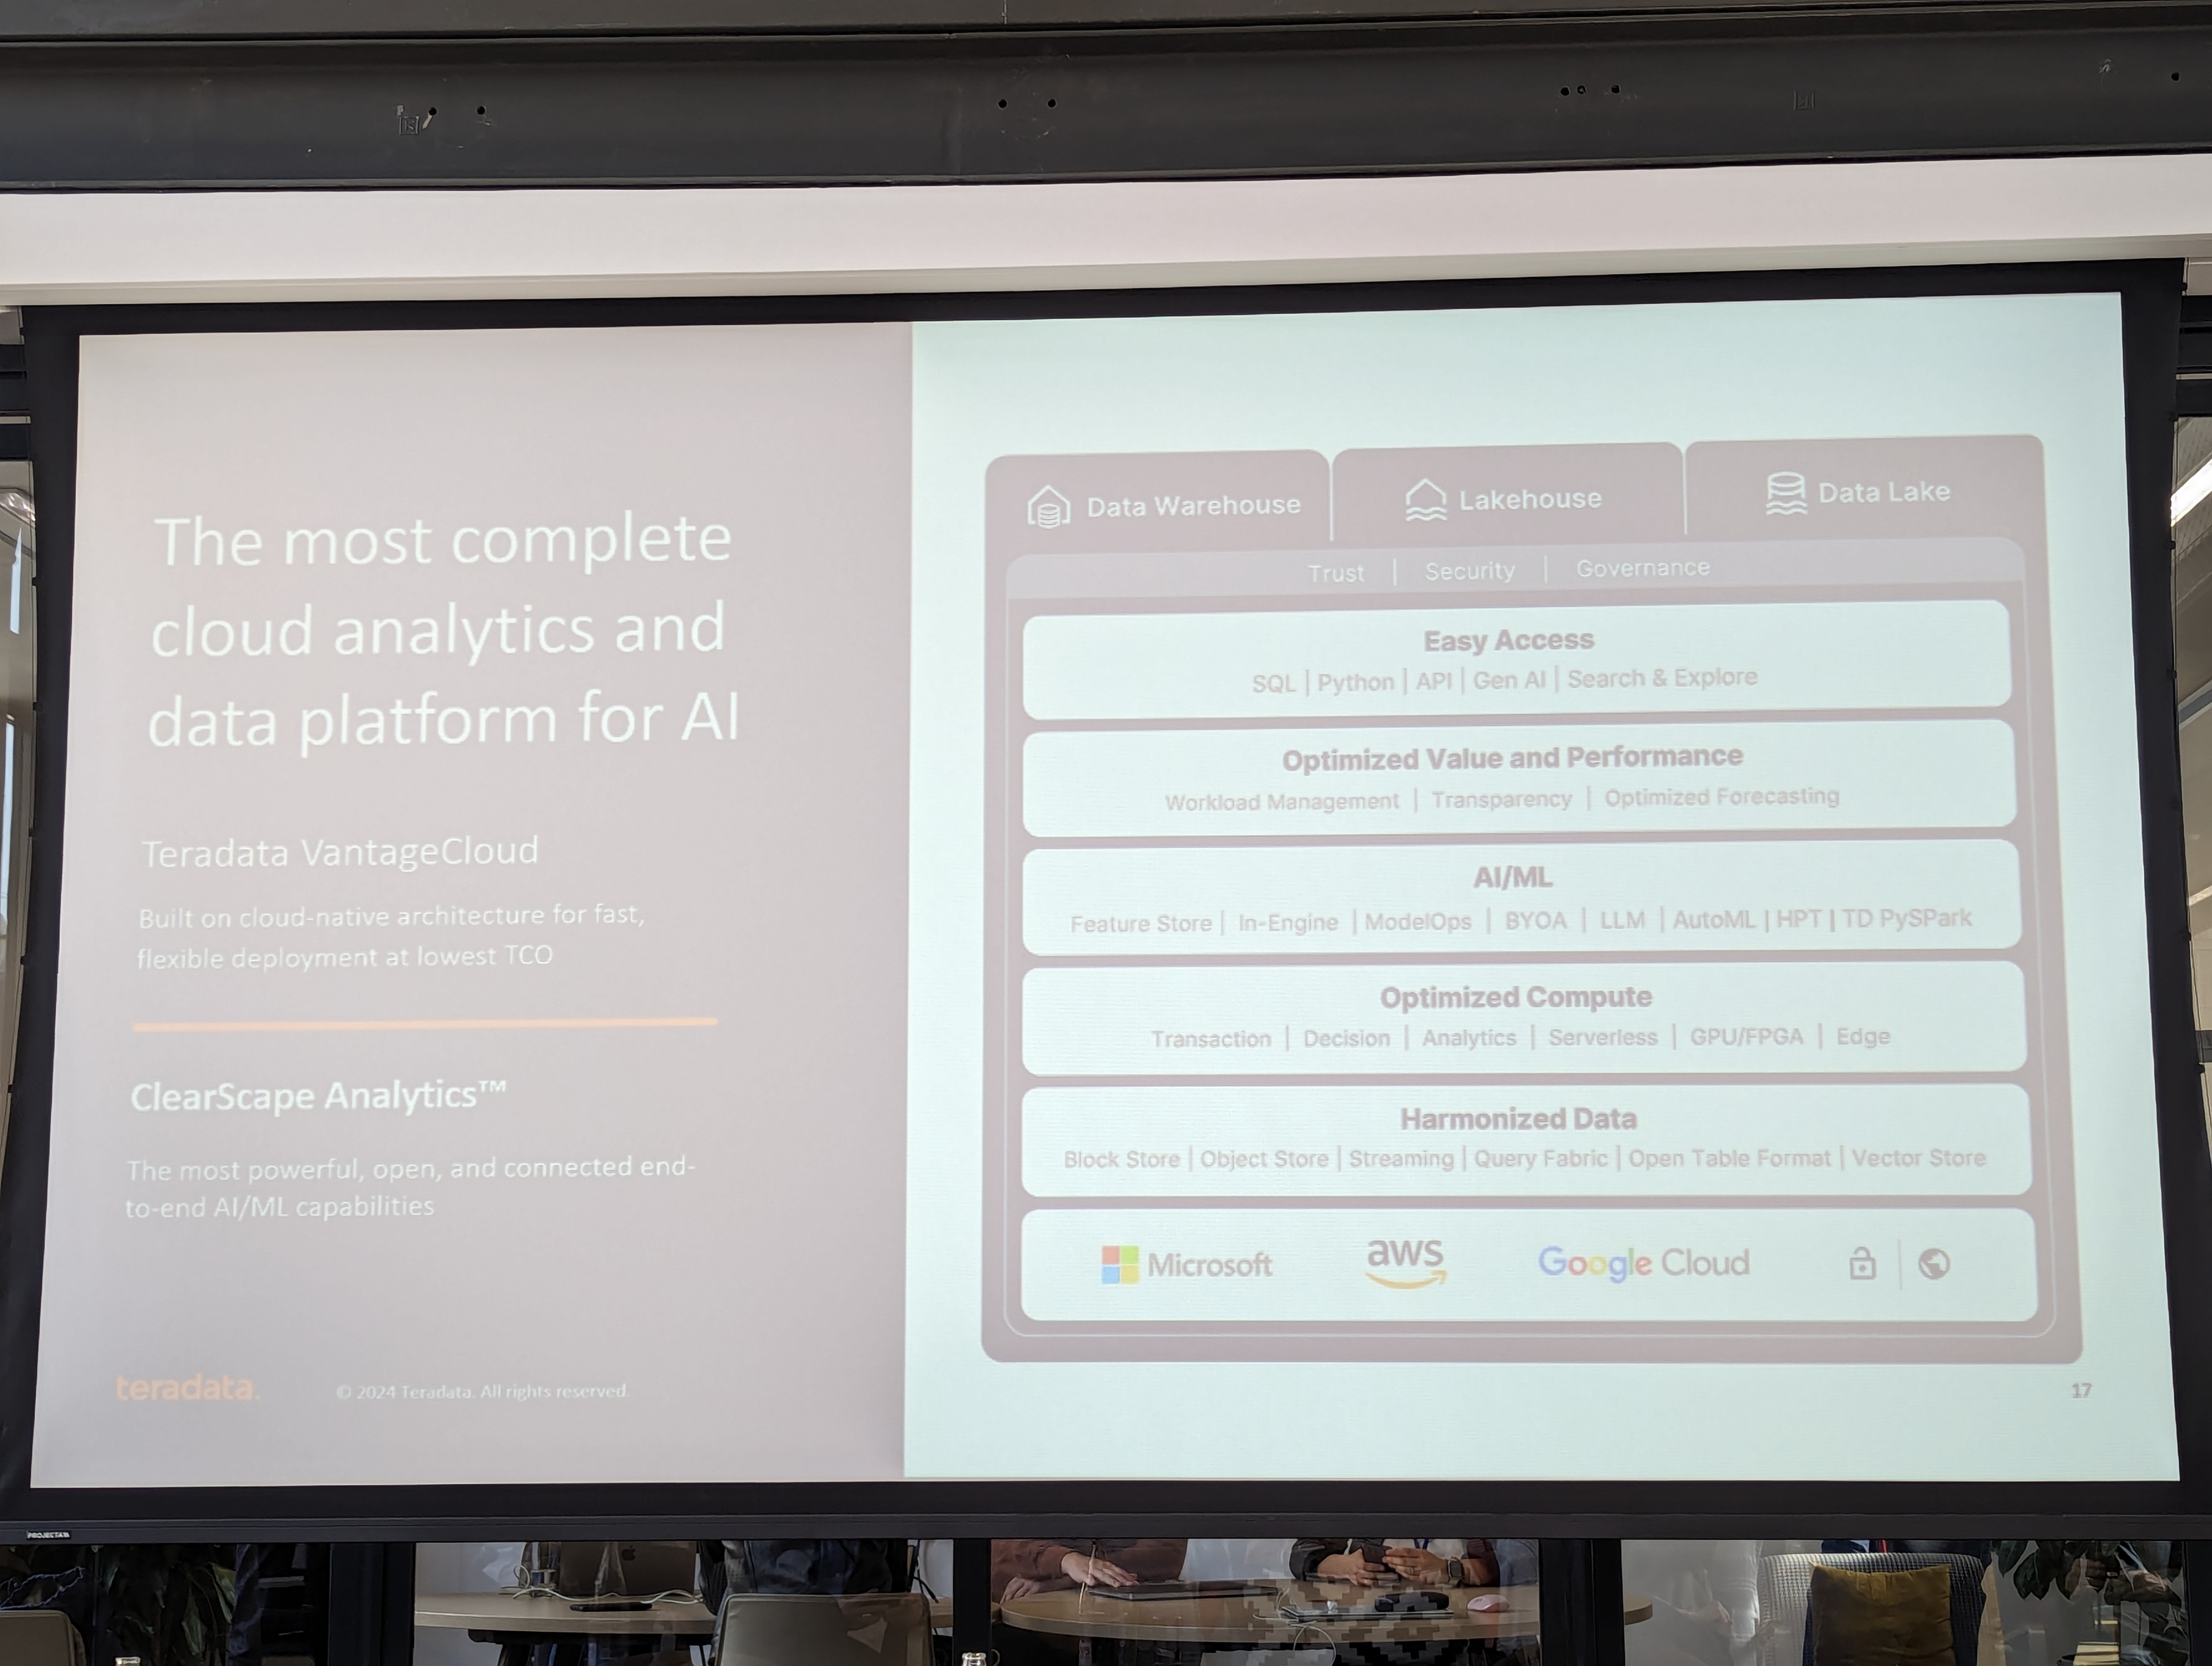 The most complete
cloud analytics and
data platform for AI
Teradata VantageCloud
Built on cloud-native architecture for fast,
flexible deployment at lowest TCO
ClearScape Analytics™
The most powerful, open, and connected end-
to-end AI/ML capabilities
teradata.
© 2024 Teradata. All rights reserved.
Data Warehouse
Lakehouse
Data Lake
Trust | Security | Governance
Easy Access
SQL | Python | API | Gen AI | Search & Explore
Optimized Value and Performance
Workload Management | Transparency | Optimized Forecasting
AI/ML
Feature Store | In-Engine | ModelOps | BYOA | LLM | AutoML | HPT | TD PySPark
Optimized Compute
Transaction | Decision | Analytics | Serverless | GPU/FPGA | Edge
Harmonized Data
Block Store | Object Store | Streaming | Query Fabric | Open Table Format | Vector Store
Microsoft
aws
Google Cloud
17